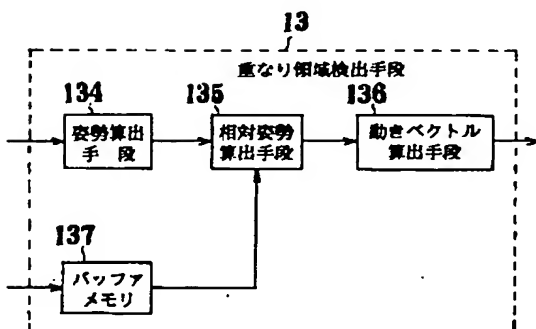 13
重なり領域検出手段
134
姿勢算出
手 段
135
相対姿勢
算出手段
136
動きベクトル
算出手段
137
バッファ
メモリ